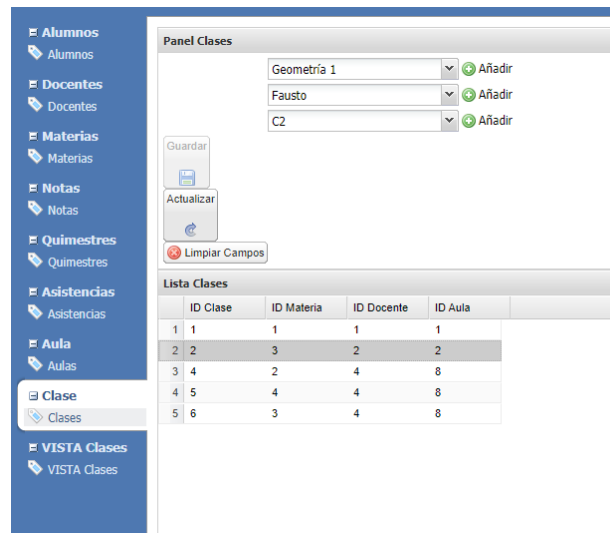 Alumnos
Alumnos
Docentes
Docentes
Materias
Materias
Notas
Notas
Quimestres
Quimestres
Asistencias
Asistencias
Aula
Aulas
Clase
Clases
VISTA Clases
VISTA Clases
Panel Clases
Geometría 1 Añadir
Fausto Añadir
C2 Añadir
Guardar
Actualizar
Limpiar Campos
Lista Clases
ID Clase ID Materia ID Docente ID Aula
1 1 1 1 1
2 2 3 2 2
3 4 2 4 8
4 5 4 4 8
5 6 3 4 8